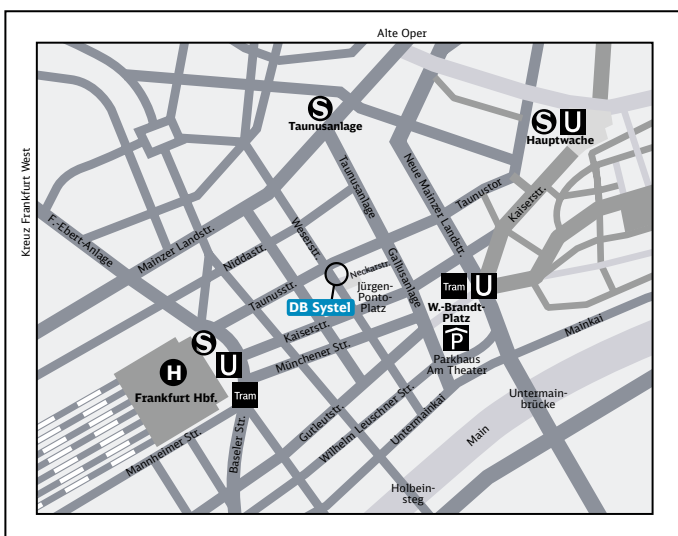 Alte Oper
Kreuz Frankfurt West
S
Taunusanlage
S U
Hauptwache
Taunusanlage
Neue Mainzer Landstr.
Taunustor
Kaiserstr.
F.-Ebert-Anlage
Mainzer Landstr.
Niddastr.
Weserstr.
Gallusanlage
Taunusstr.
Neckarstr.
Jürgen-
Ponto-
Platz
DB Systel
Tram U
W.-Brandt-
Platz
P
Parkhaus
Am Theater
Mainkai
Kaiserstr.
Münchener Str.
S
U
H
Frankfurt Hbf.
Tram
Untermain-
brücke
Gutleutstr.
Wilhelm Leuschner Str.
Untermainkai
Main
Mannheimer Str.
Baseler Str.
Holbein-
steg